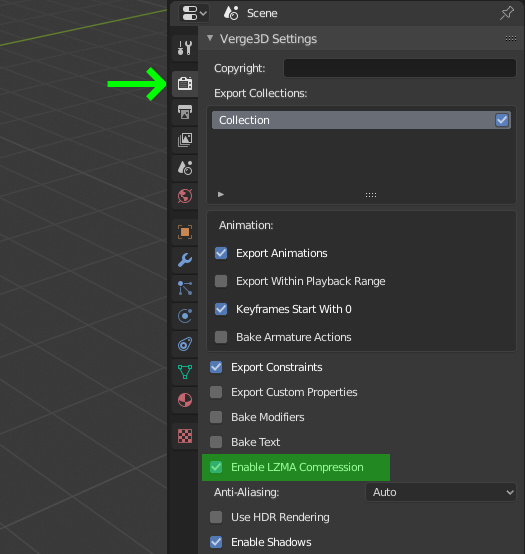 Scene
Verge3D Settings
Copyright:
Export Collections:
Collection
Animation:
Export Animations
Export Within Playback Range
Keyframes Start With 0
Bake Armature Actions
Export Constraints
Export Custom Properties
Bake Modifiers
Bake Text
Enable LZMA Compression
Anti-Aliasing: Auto
Use HDR Rendering
Enable Shadows